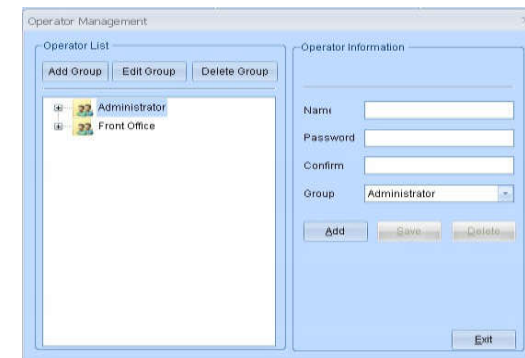 Operator Management
Operator List
Add Group Edit Group Delete Group
Administrator
Front Office
Operator Information
Name
Password
Confirm
Group Administrator
Add Save Delete
Exit